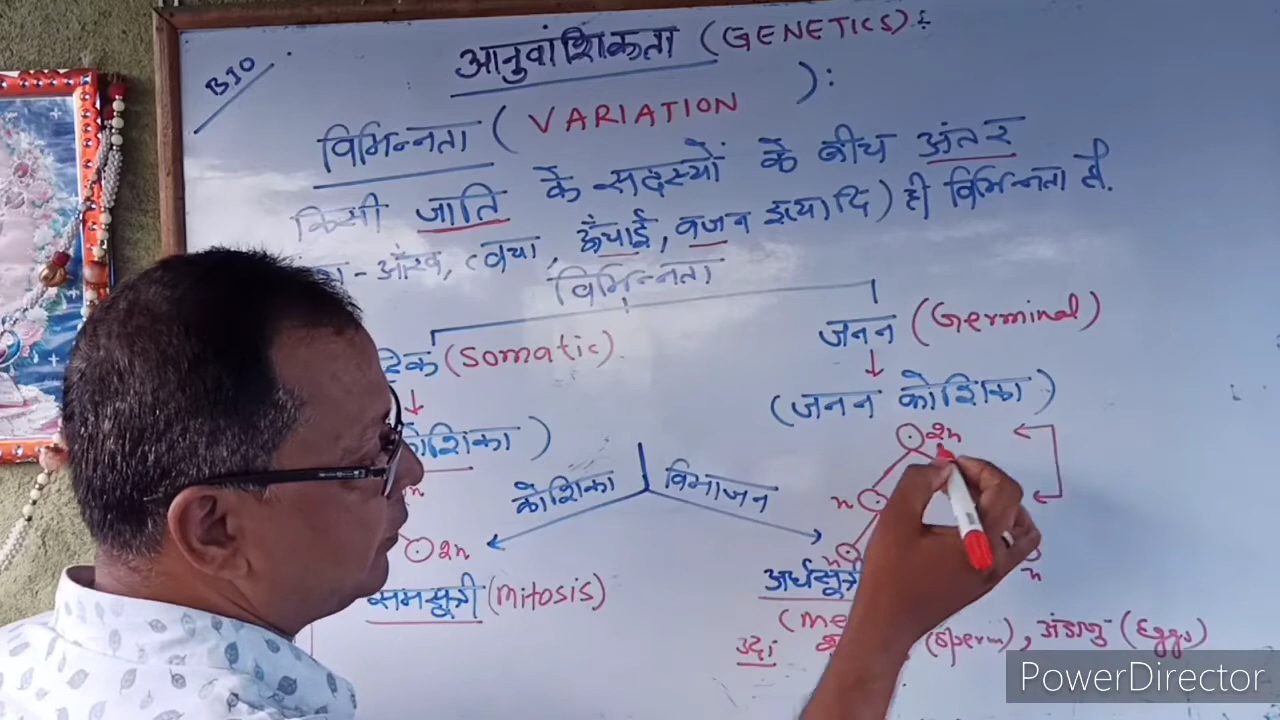 BIO
आनुवांशिकता (GENETICS):
विभिन्नता ( VARIATION ):
किसी जाति के सदस्यों के बीच अंतर
- आँख, त्वचा, ऊँचाई, वजन इत्यादि) ही विभिन्नता है.
विभिन्नता
(Somatic) जनन (Germinal)
कोशिका) (जनन कोशिका)
2n
कोशिका विभाजन
n
2n n n
समसूत्री (Mitosis) अर्धसूत्री
(Me
उदा: (Sperm), अंडाणु (Eggs)
PowerDirector